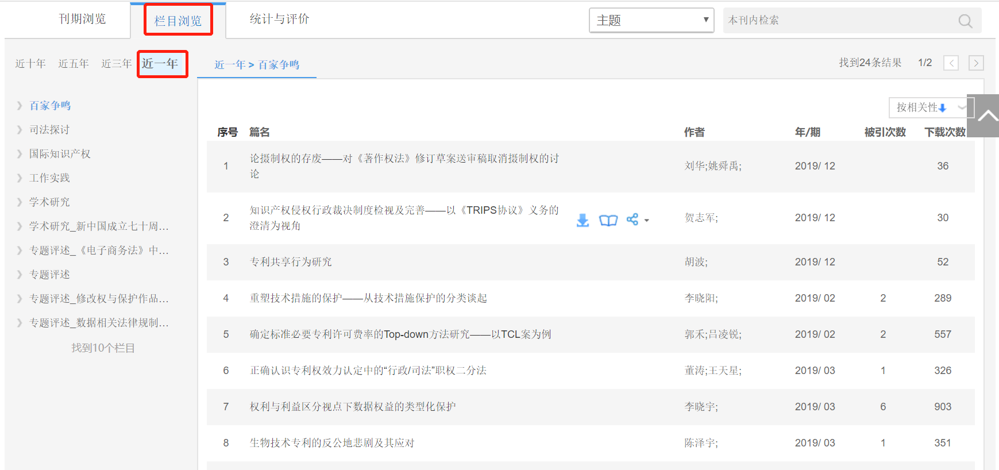 刊期浏览
栏目浏览
统计与评价
主题
本刊内检索
近十年 近五年 近三年 近一年
近一年 > 百家争鸣
找到24条结果 1/2
百家争鸣
司法探讨
国际知识产权
工作实践
学术研究
学术研究_新中国成立七十周...
专题评述_《电子商务法》中...
专题评述
专题评述_修改权与保护作品...
专题评述_数据相关法律规制...
找到10个栏目
按相关性
序号 篇名 作者 年/期 被引次数 下载次数
1 论摄制权的存废——对《著作权法》修订草案送审稿取消摄制权的讨
论 刘华;姚舜禹; 2019/ 12 36
2 知识产权侵权行政裁决制度检视及完善——以《TRIPS协议》义务的
澄清为视角 贺志军; 2019/ 12 30
3 专利共享行为研究 胡波; 2019/ 12 52
4 重塑技术措施的保护——从技术措施保护的分类谈起 李晓阳; 2019/ 02 2 289
5 确定标准必要专利许可费率的Top-down方法研究——以TCL案为例 郭禾;吕凌锐; 2019/ 02 2 557
6 正确认识专利权效力认定中的“行政/司法”职权二分法 董涛;王天星; 2019/ 03 1 326
7 权利与利益区分视点下数据权益的类型化保护 李晓宇; 2019/ 03 6 903
8 生物技术专利的反公地悲剧及其应对 陈泽宇; 2019/ 03 1 351